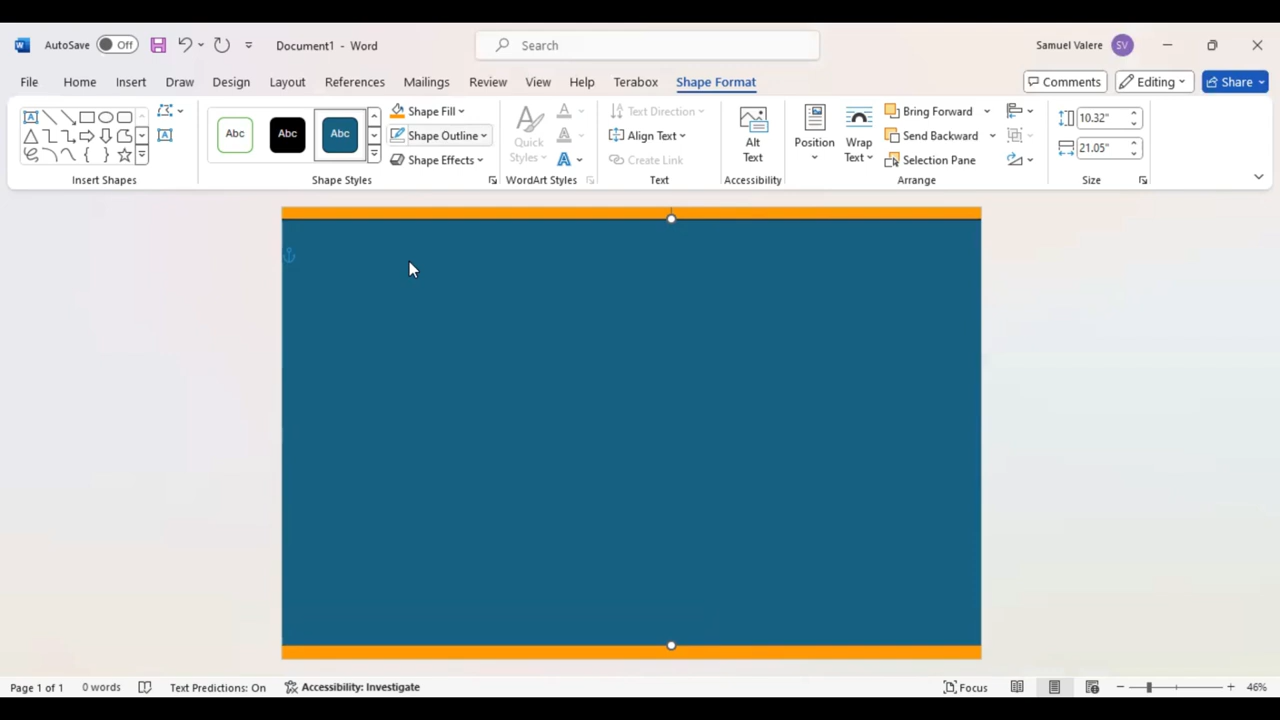 AutoSave Off Document1 - Word Search Samuel Valere SV
File Home Insert Draw Design Layout References Mailings Review View Help Terabox Shape Format Comments Editing Share
Abc Abc Abc Shape Fill Quick Styles Text Direction Alt Text Position Wrap Text Bring Forward 10.32"
Shape Outline Align Text Send Backward 21.05"
Shape Effects Create Link Selection Pane
Insert Shapes Shape Styles WordArt Styles Text Accessibility Arrange Size
Page 1 of 1 0 words Text Predictions: On Accessibility: Investigate Focus 46%